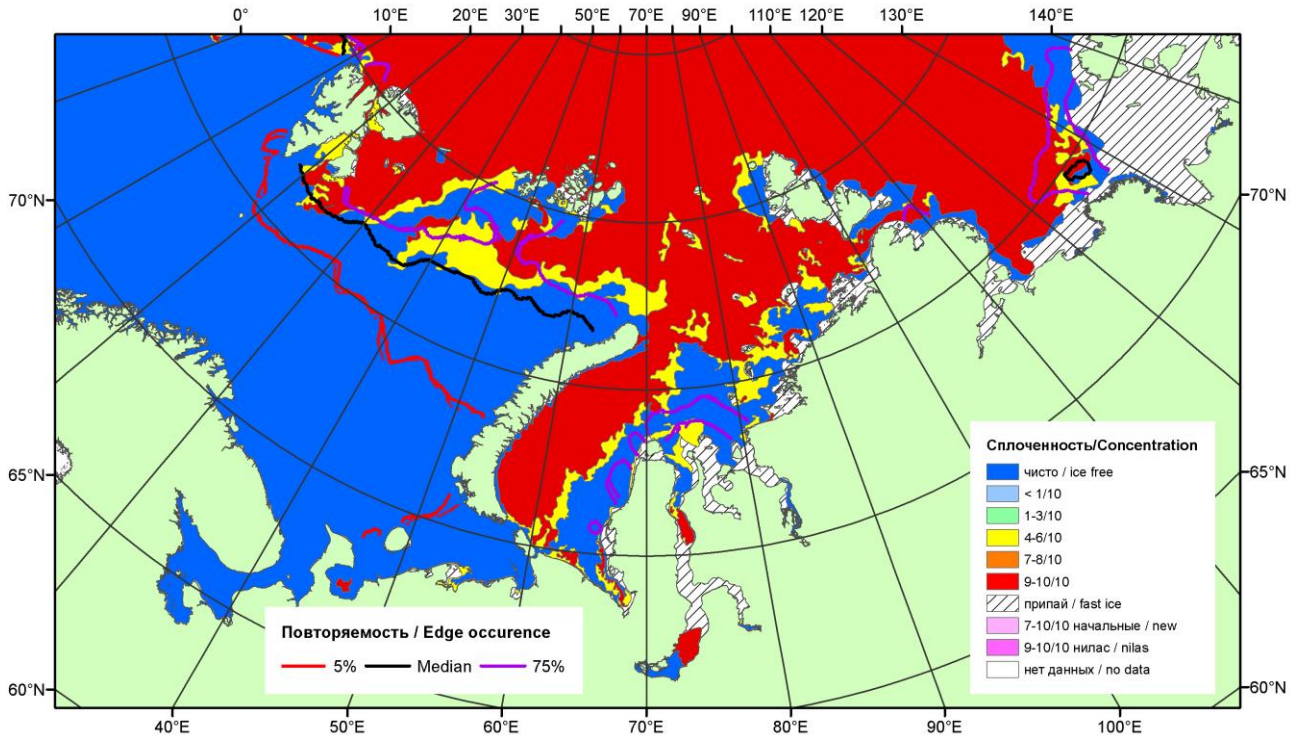 0° 10°E 20°E 30°E 50°E 70°E 90°E 110°E 120°E 130°E 140°E
70°N 70°N
65°N 65°N
60°N 60°N
Сплоченность/Concentration
чисто / ice free
< 1/10
1-3/10
4-6/10
7-8/10
9-10/10
припай / fast ice
7-10/10 начальные / new
9-10/10 нилас / nilas
нет данных / no data
Повторяемость / Edge occurence
5% Median 75%
40°E 50°E 60°E 70°E 80°E 90°E 100°E